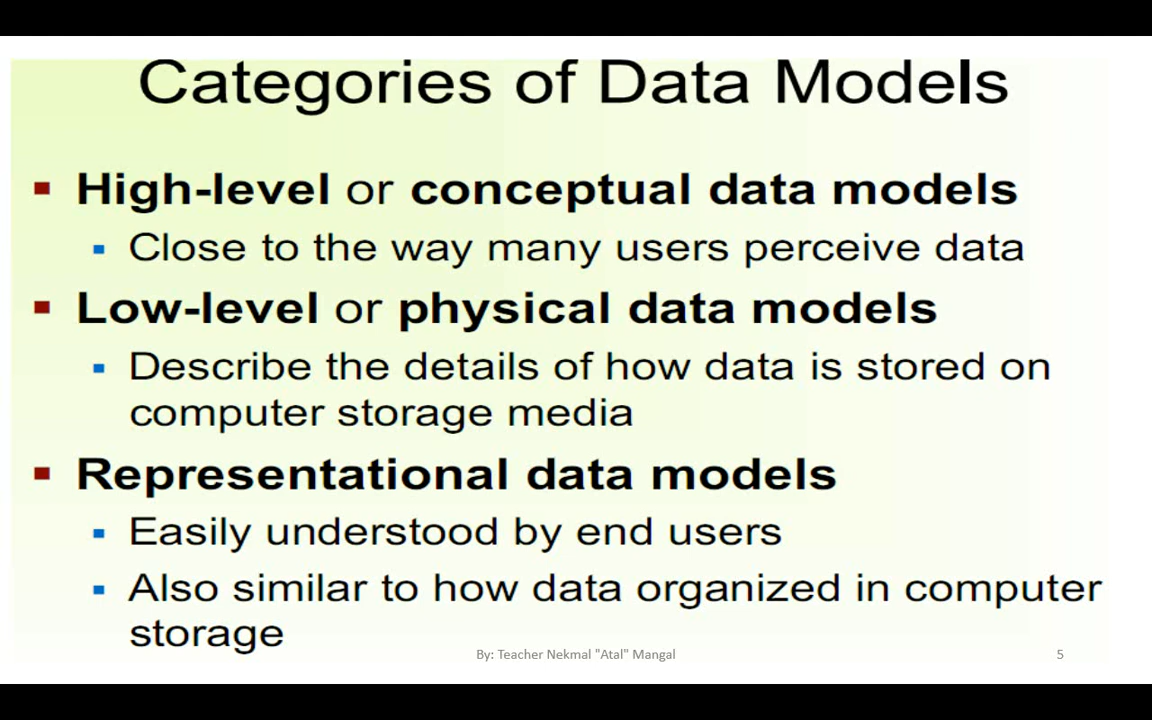 Categories of Data Models
High-level or conceptual data models
Close to the way many users perceive data
Low-level or physical data models
Describe the details of how data is stored on
computer storage media
Representational data models
Easily understood by end users
Also similar to how data organized in computer
storage
By: Teacher Nekmal "Atal" Mangal
5